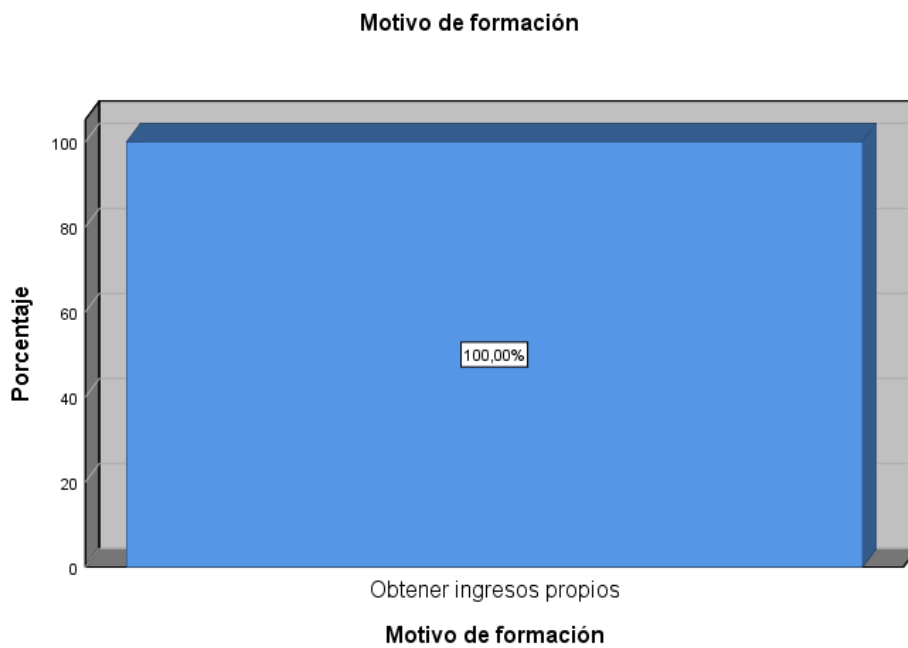 Motivo de formación
Porcentaje
100
80
60
40
20
0
100,00%
Obtener ingresos propios
Motivo de formación